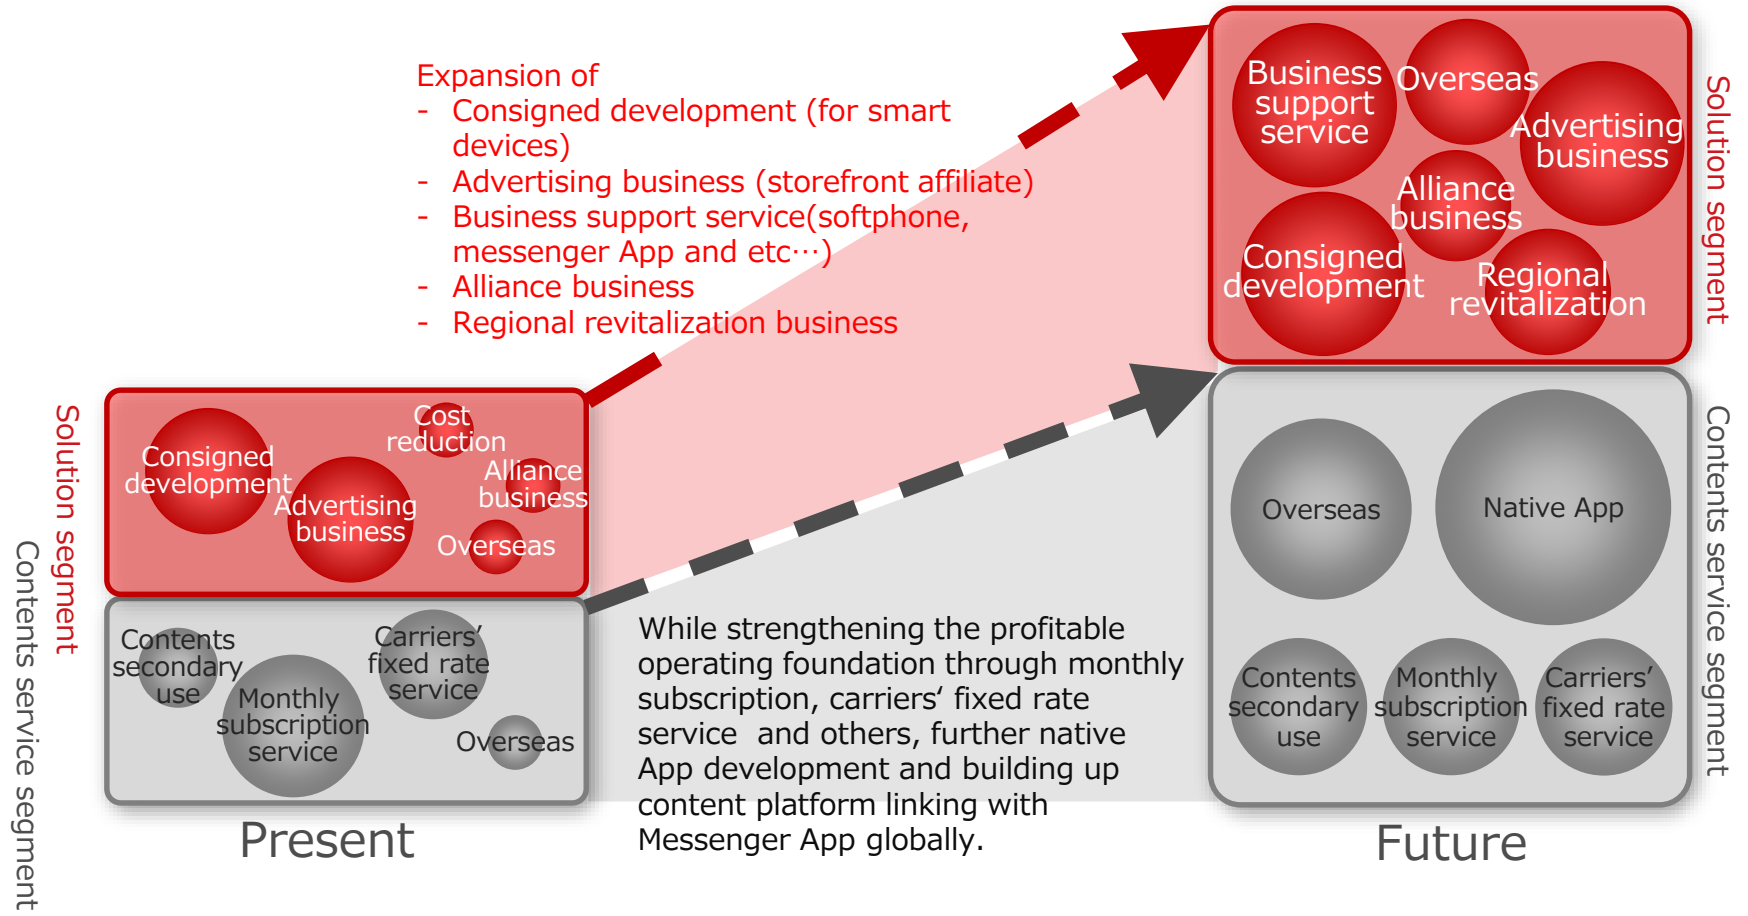 Expansion of
- Consigned development (for smart
devices)
- Advertising business (storefront affiliate)
- Business support service(softphone,
messenger App and etc⋯)
- Alliance business
- Regional revitalization business
Solution segment
Consigned
development
Advertising
business
Cost
reduction
Alliance
business
Overseas
Contents service segment
Contents
secondary
use
Monthly
subscription
service
Carriers’
fixed rate
service
Overseas
Present
While strengthening the profitable
operating foundation through monthly
subscription, carriers‘ fixed rate
service  and others, further native
App development and building up
content platform linking with
Messenger App globally.
Business
support
service
Overseas
Advertising
business
Alliance
business
Consigned
development
Regional
revitalization
Solution segment
Overseas
Native App
Contents
secondary
use
Monthly
subscription
service
Carriers’
fixed rate
service
Contents service segment
Future